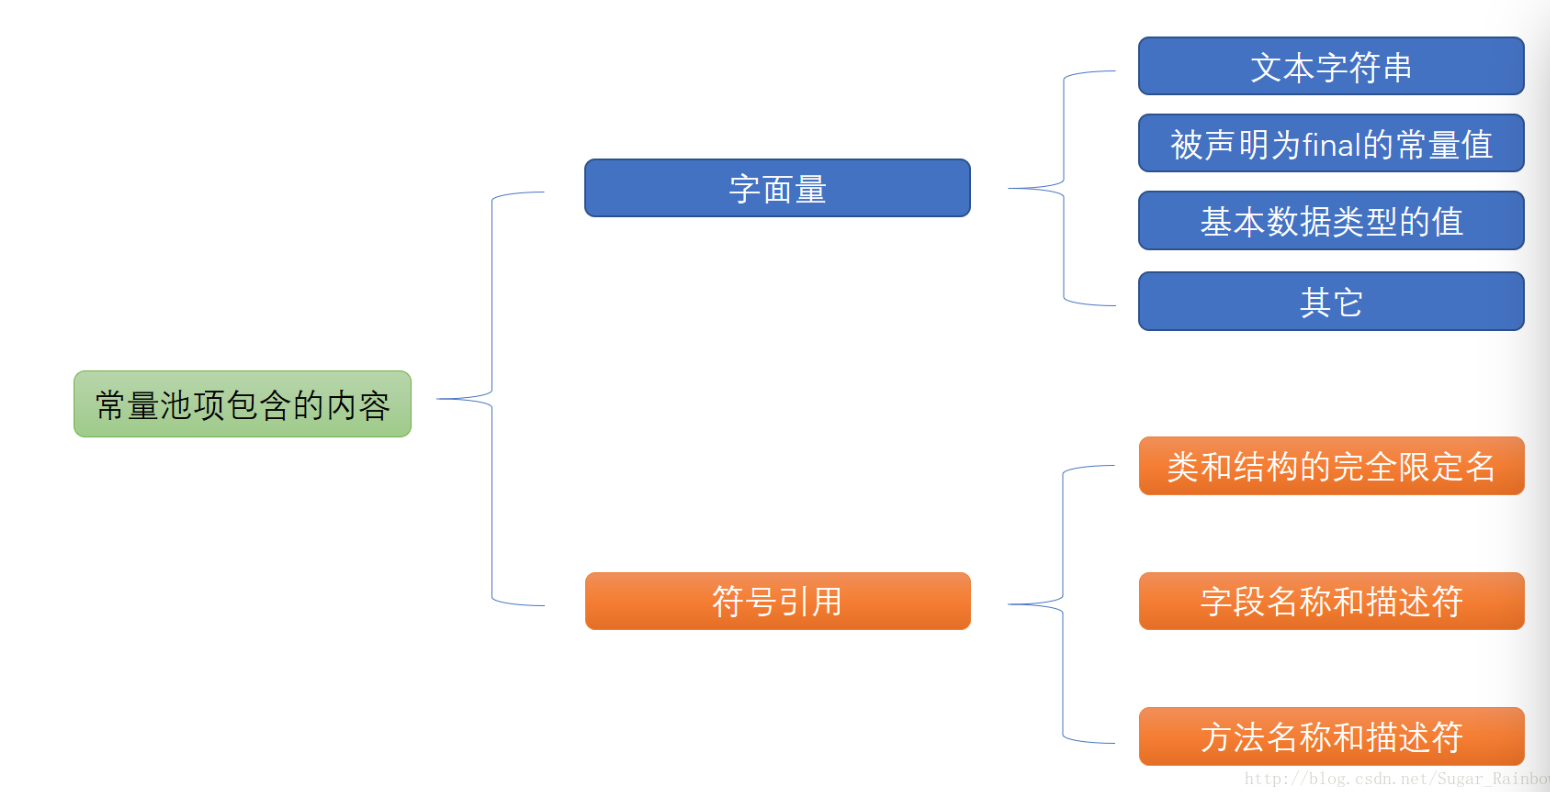 常量池项包含的内容
字面量
文本字符串
被声明为final的常量值
基本数据类型的值
其它
符号引用
类和结构的完全限定名
字段名称和描述符
方法名称和描述符
http://blog.csdn.net/Sugar_Rainbow